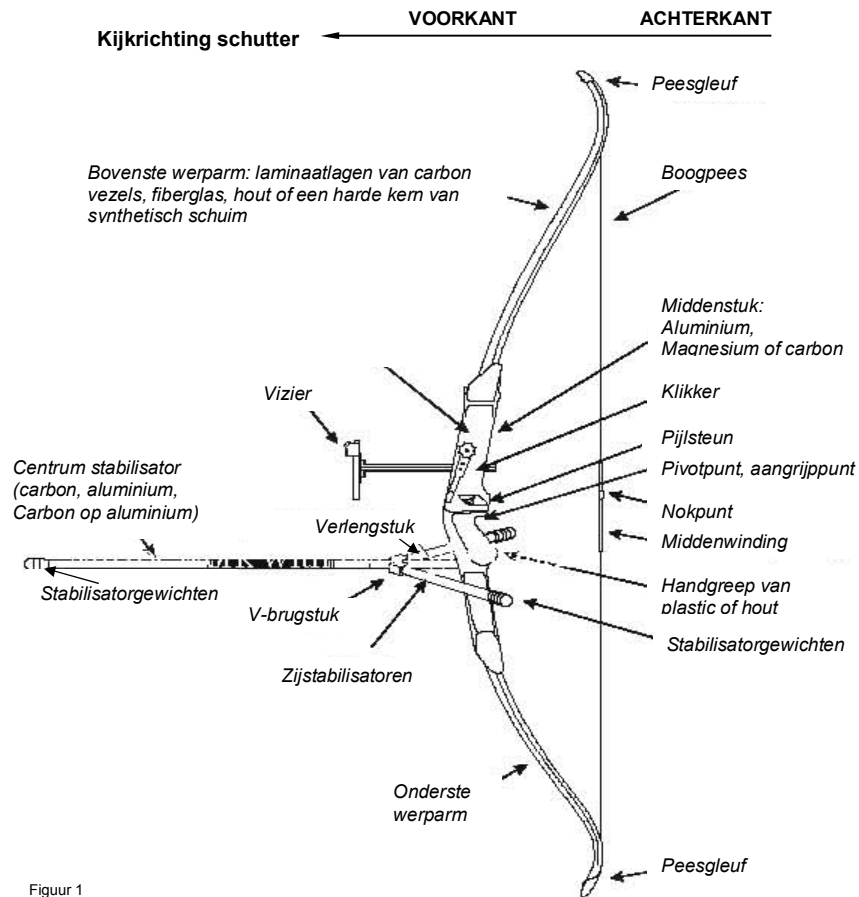 VOORKANT
ACHTERKANT
Kijkrichting schutter
Peesgleuf
Bovenste werparm: laminaatlagen van carbon
vezels, fiberglas, hout of een harde kern van
synthetisch schuim
Boogpees
Middenstuk:
Aluminium,
Magnesium of carbon
Vizier
Klikker
Pijlsteun
Centrum stabilisator
(carbon, aluminium,
Carbon op aluminium)
Pivotpunt, aangrijppunt
Verlengstuk
Nokpunt
Middenwinding
Stabilisatorgewichten
V-brugstuk
Handgreep van
plastic of hout
Stabilisatorgewichten
Zijstabilisatoren
Onderste
werparm
Peesgleuf
Figuur 1